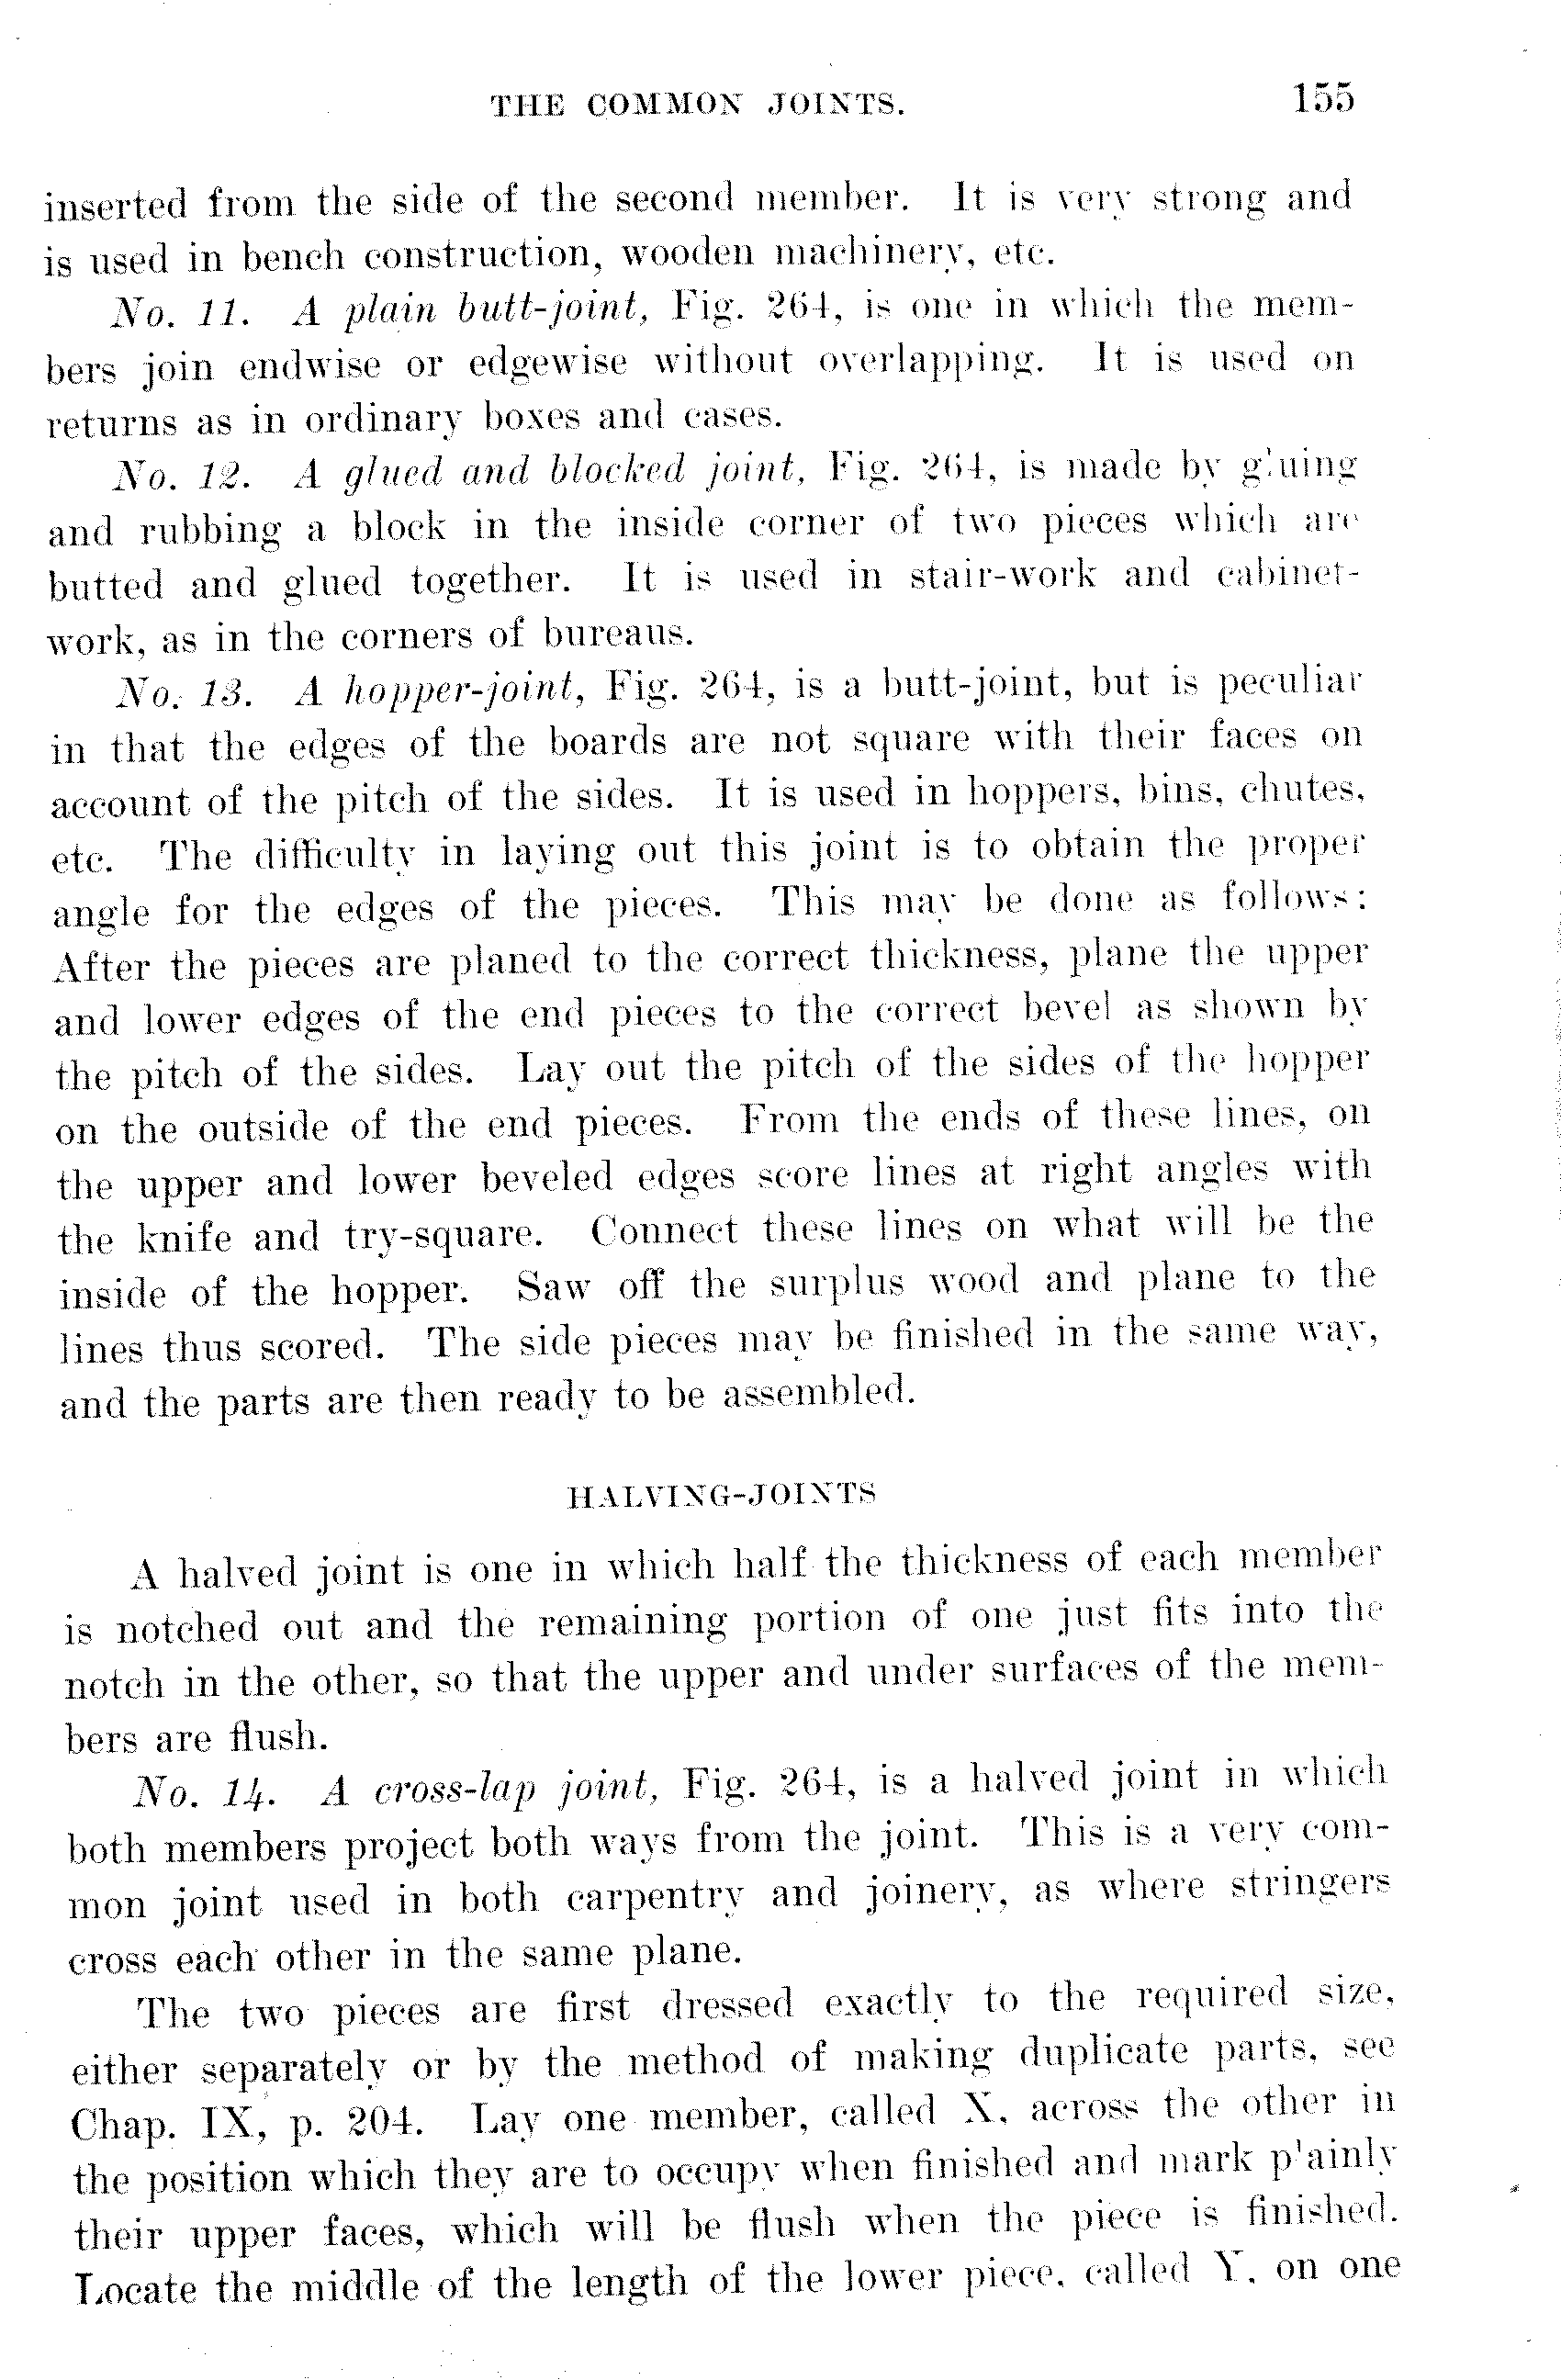 THE COMMON JOINTS. 155
inserted from the side of the second member. It is very strong and
is used in bench construction, wooden machinery, etc.
No. 11. A plain butt-joint, Fig. 264, is one in which the mem-
bers join endwise or edgewise without overlapping. It is used on
returns as in ordinary boxes and cases.
No. 12. A glued and blocked joint, Fig. 264, is made by gluing
and rubbing a block in the inside corner of two pieces which are
butted and glued together. It is used in stair-work and cabinet-
work, as in the corners of bureaus.
No. 13. A hopper-joint, Fig. 264, is a butt-joint, but is peculiar
in that the edges of the boards are not square with their faces on
account of the pitch of the sides. It is used in hoppers, bins, chutes,
etc. The difficulty in laying out this joint is to obtain the proper
angle for the edges of the pieces. This may be done as follows:
After the pieces are planed to the correct thickness, plane the upper
and lower edges of the end pieces to the correct bevel as shown by
the pitch of the sides. Lay out the pitch of the sides of the hopper
on the outside of the end pieces. From the ends of these lines, on
the upper and lower beveled edges score lines at right angles with
the knife and try-square. Connect these lines on what will be the
inside of the hopper. Saw off the surplus wood and plane to the
lines thus scored. The side pieces may be finished in the same way,
and the parts are then ready to be assembled.
HALVING-JOINTS
A halved joint is one in which half the thickness of each member
is notched out and the remaining portion of one just fits into the
notch in the other, so that the upper and under surfaces of the mem-
bers are flush.
No. 14. A cross-lap joint, Fig. 264, is a halved joint in which
both members project both ways from the joint. This is a very com-
mon joint used in both carpentry and joinery, as where stringers
cross each other in the same plane.
The two pieces are first dressed exactly to the required size,
either separately or by the method of making duplicate parts, see
Chap. IX, p. 204. Lay one member, called X, across the other in
the position which they are to occupy when finished and mark plainly
their upper faces, which will be flush when the piece is finished.
Locate the middle of the length of the lower piece, called Y, on one